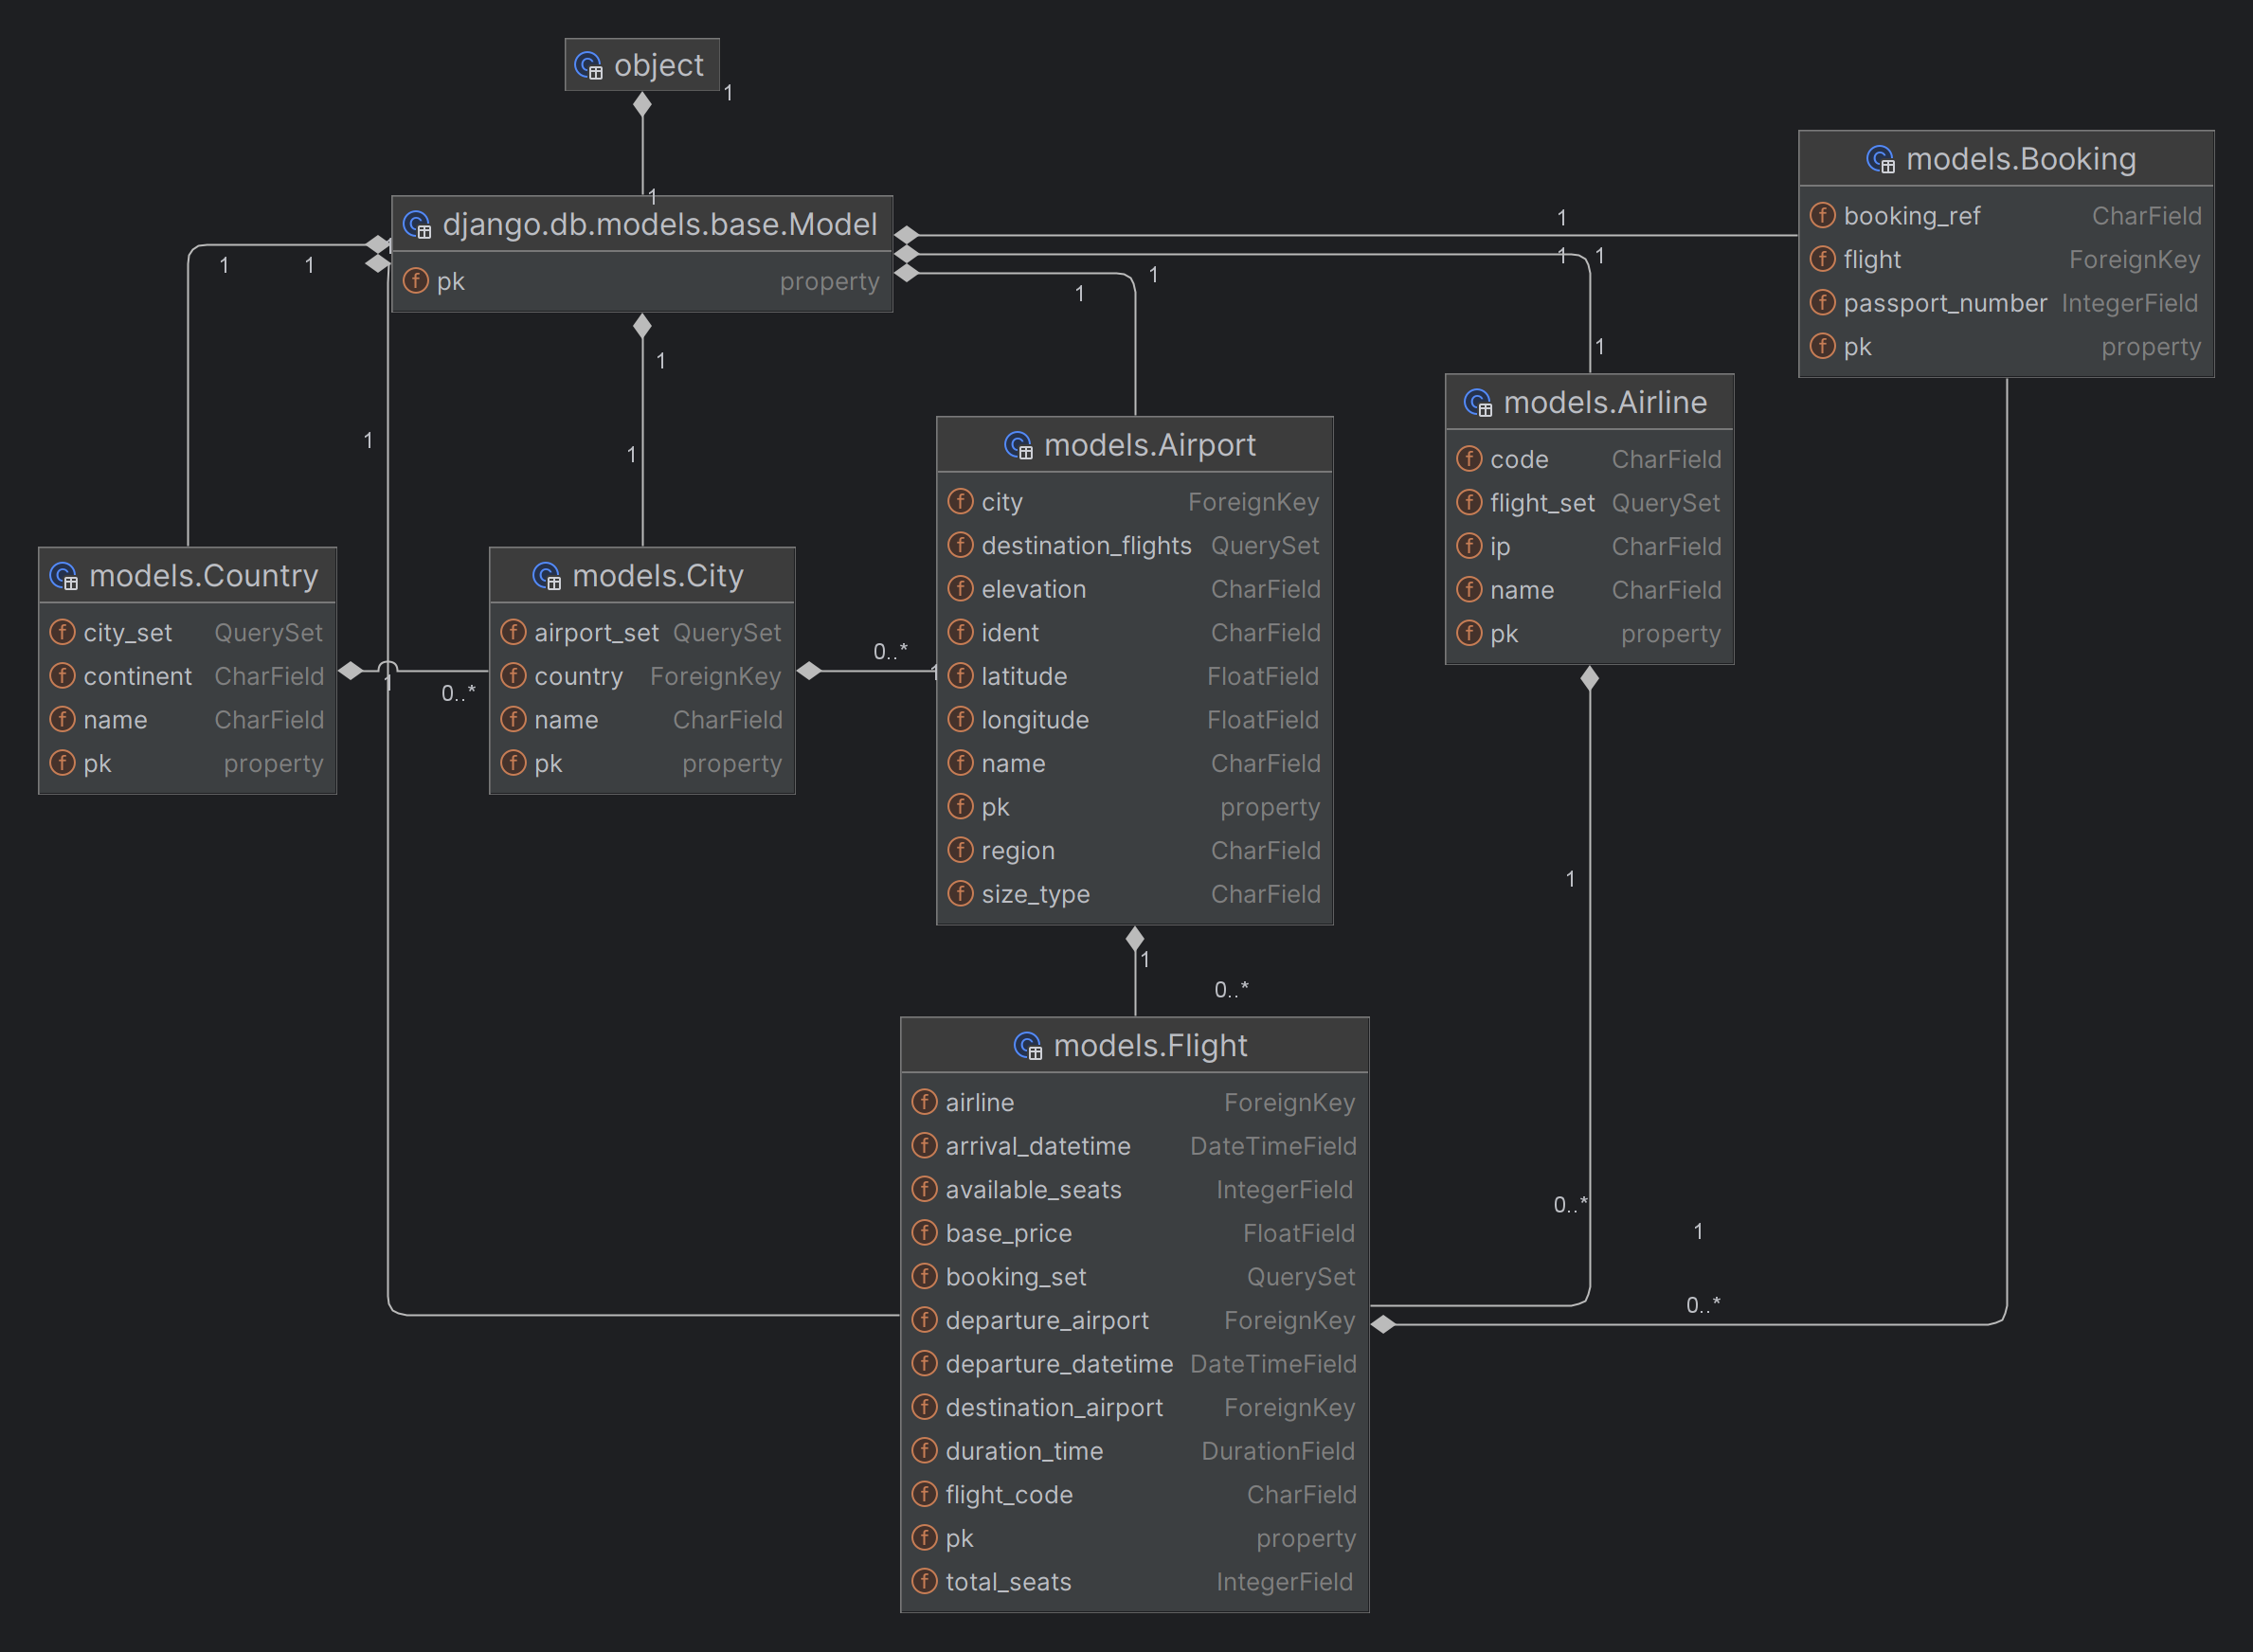 object
1
1
django.db.models.base.Model
pk property
1
1
1
1
1
1
1
1
1
1
1
1
models.Booking
booking_ref CharField
flight ForeignKey
passport_number IntegerField
pk property
models.Airline
code CharField
flight_set QuerySet
ip CharField
name CharField
pk property
models.Airport
city ForeignKey
destination_flights QuerySet
elevation CharField
ident CharField
latitude FloatField
longitude FloatField
name CharField
pk property
region CharField
size_type CharField
models.Country
city_set QuerySet
continent CharField
name CharField
pk property
1
0..*
models.City
airport_set QuerySet
country ForeignKey
name CharField
pk property
0..*
1
1
0..*
1
0..*
1
0..*
models.Flight
airline ForeignKey
arrival_datetime DateTimeField
available_seats IntegerField
base_price FloatField
booking_set QuerySet
departure_airport ForeignKey
departure_datetime DateTimeField
destination_airport ForeignKey
duration_time DurationField
flight_code CharField
pk property
total_seats IntegerField